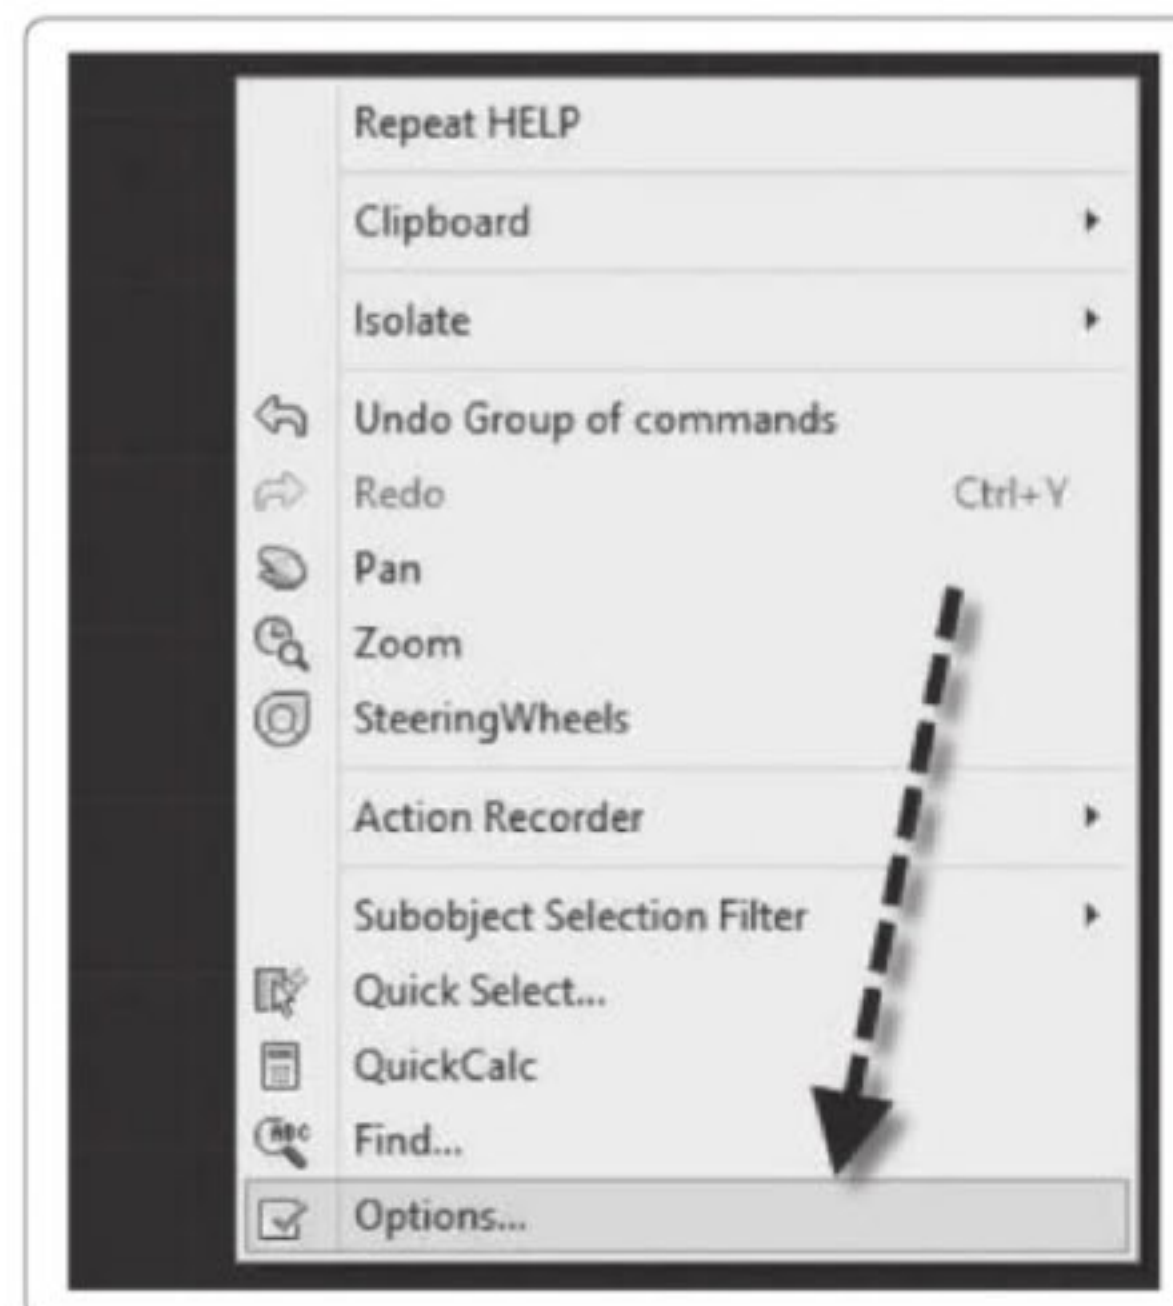 Repeat HELP
Clipboard
Isolate
Undo Group of commands
Redo Ctrl+Y
Pan
Zoom
SteeringWheels
Action Recorder
Subobject Selection Filter
Quick Select...
QuickCalc
ABC
Find...
Options...